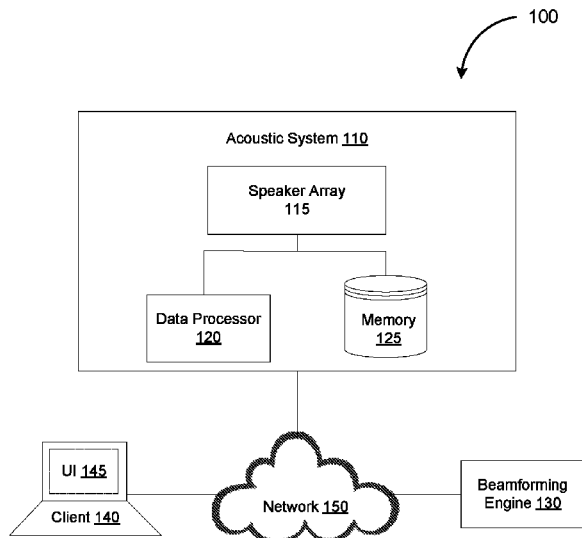 100
Acoustic System 110
Speaker Array
115
Data Processor
120
Memory
125
UI 145
Client 140
Network 150
Beamforming
Engine 130